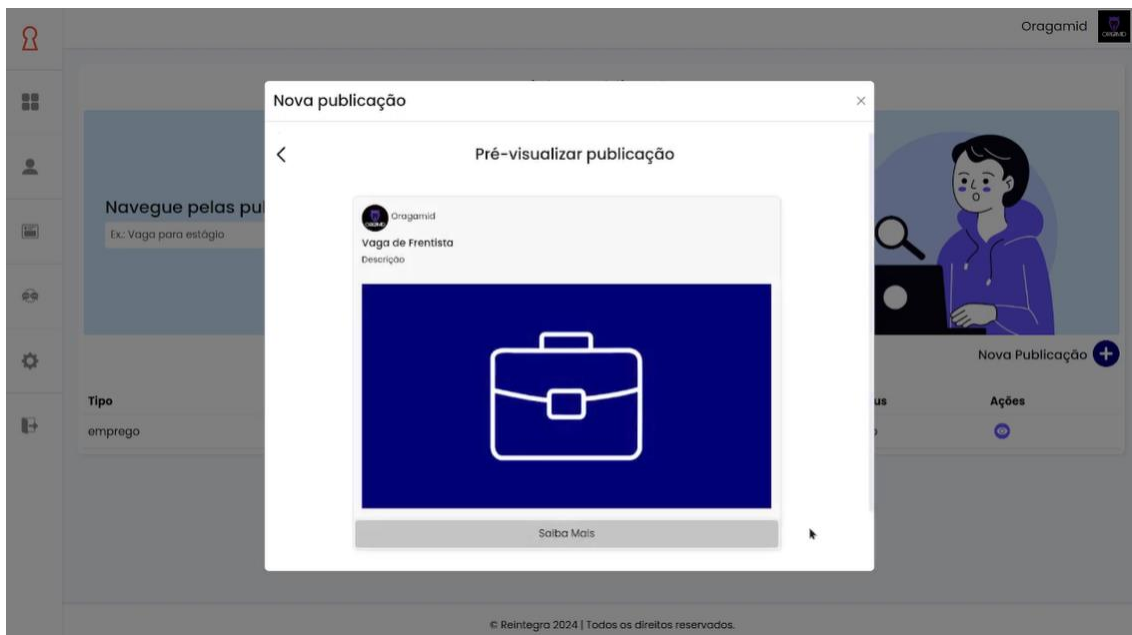 Oragamid
Nova publicação
Pré-visualizar publicação
Navegue pelas pu
Ex.: Vaga para estágio
Oragamid
Vaga de Frentista
Descrição
Saiba Mais
Nova Publicação
Tipo
us
Ações
emprego
© Reintegra 2024 | Todos os direitos reservados.